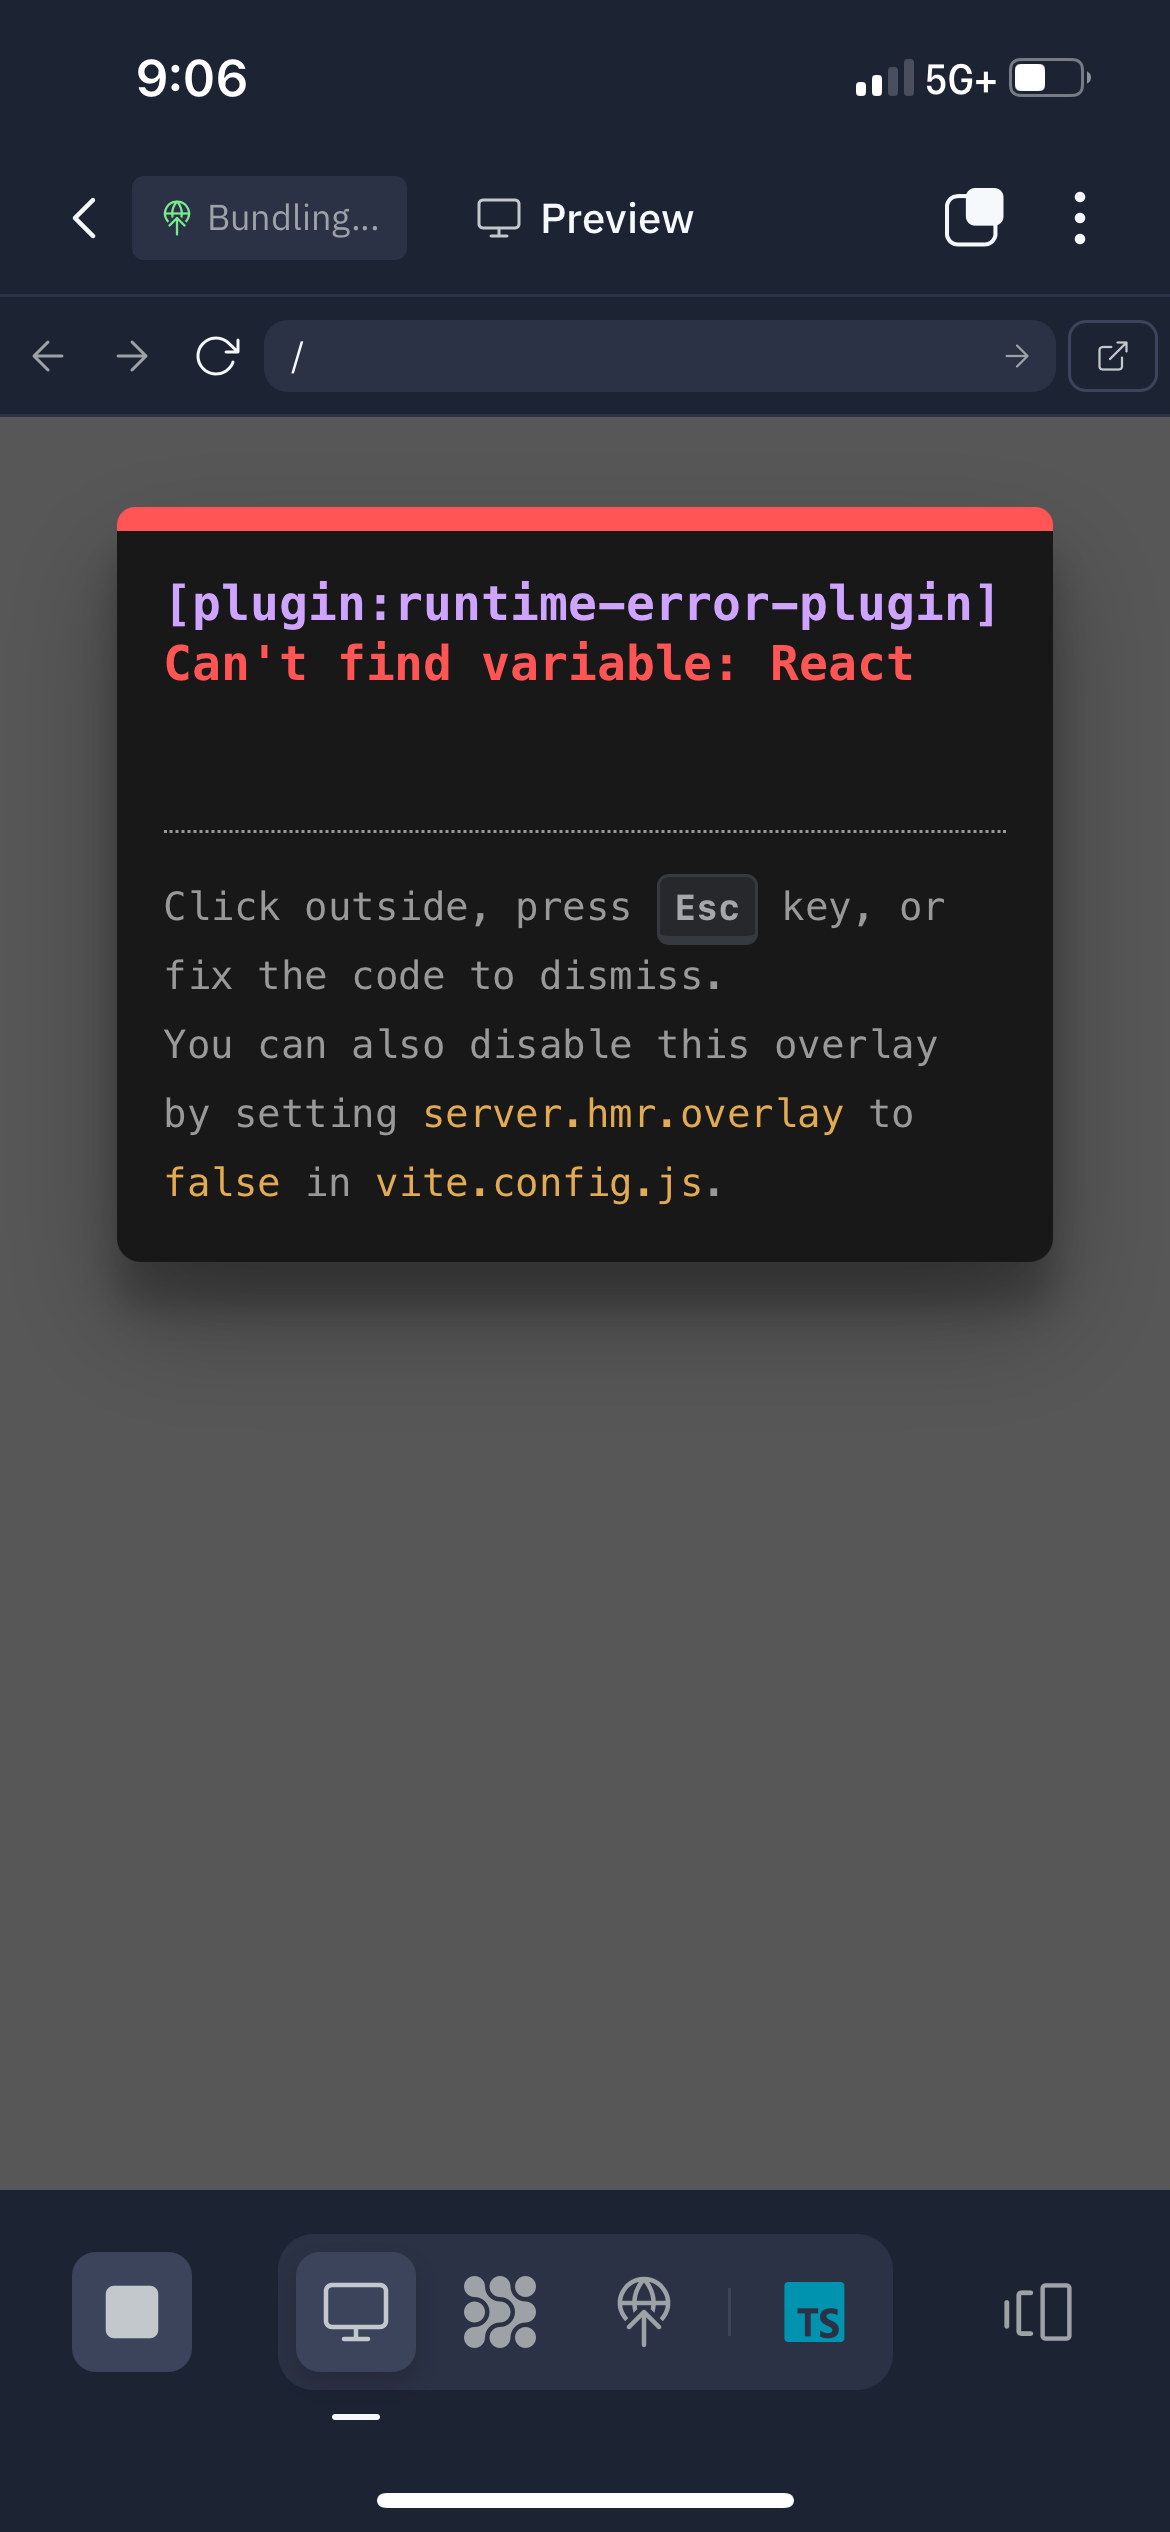 9:06
5G+
Bundling...
Preview
/
[plugin:runtime-error-plugin]
Can't find variable: React
Click outside, press Esc key, or
fix the code to dismiss.
You can also disable this overlay
by setting server.hmr.overlay to
false in vite.config.js.
TS